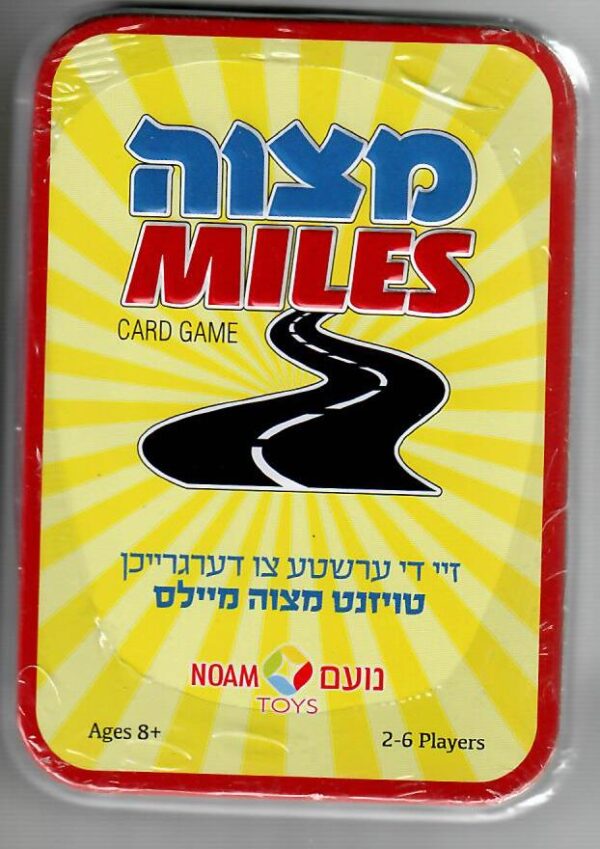 מצוה
MILES
CARD GAME
זיי די ערשטע צו דערגרייכן
טויזנט מצוה מיילס
NOAM נועם
TOYS
Ages 8+
2-6 Players